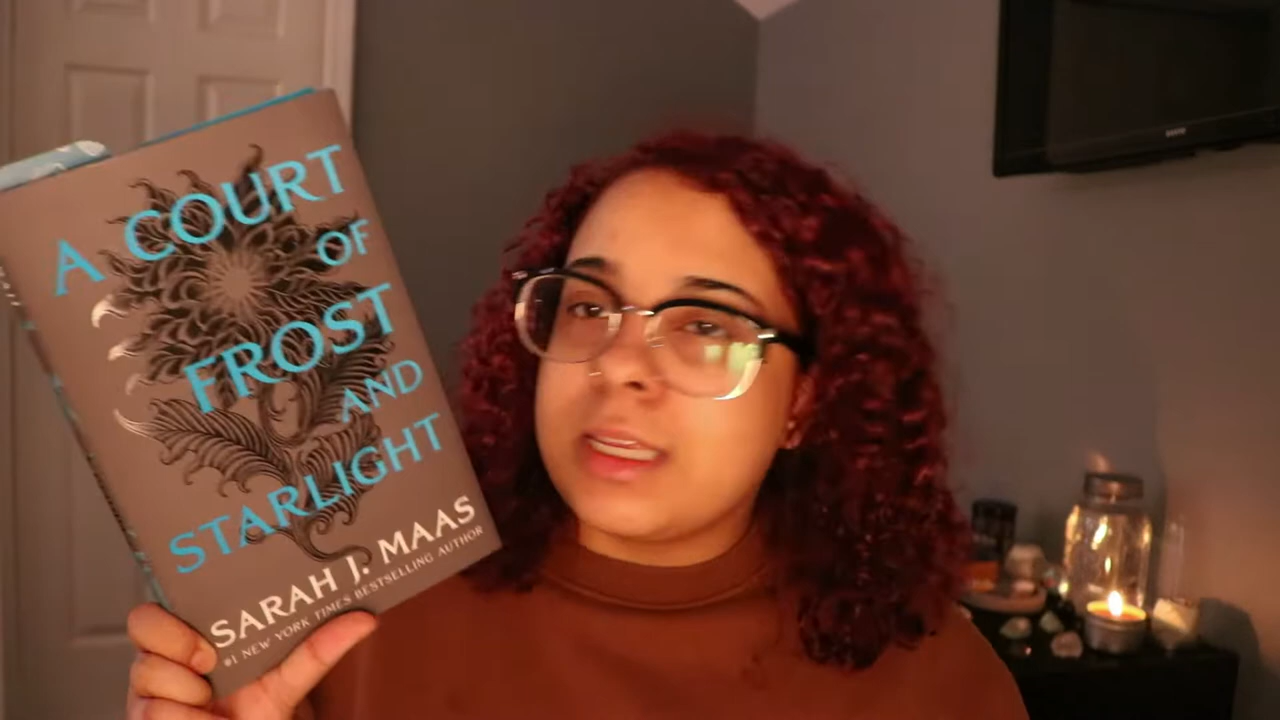 A COURT
OF
FROST
AND
STARLIGHT
SARAH J. MAAS
#1 NEW YORK TIMES BESTSELLING AUTHOR